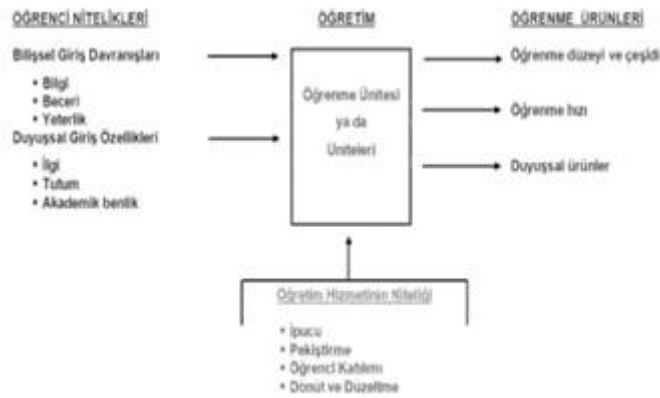 ÖĞRENCİ NİTELİKLERİ
Bilişsel Giriş Davranışları
• Bilgi
• Beceri
• Yeterlik
Duyuşsal Giriş Özellikleri
• İlgi
• Tutum
• Akademik benlik
ÖĞRETİM
Öğrenme Ünitesi
ya da
Üniteleri
ÖĞRENME ÜRÜNLERİ
Öğrenme düzeyi ve çeşidi
Öğrenme hızı
Duyuşsal ürünler
Öğretim Hizmetinin Niteliği
• İpucu
• Pekiştirme
• Öğrenci Katılımı
• Dönüt ve Düzeltme